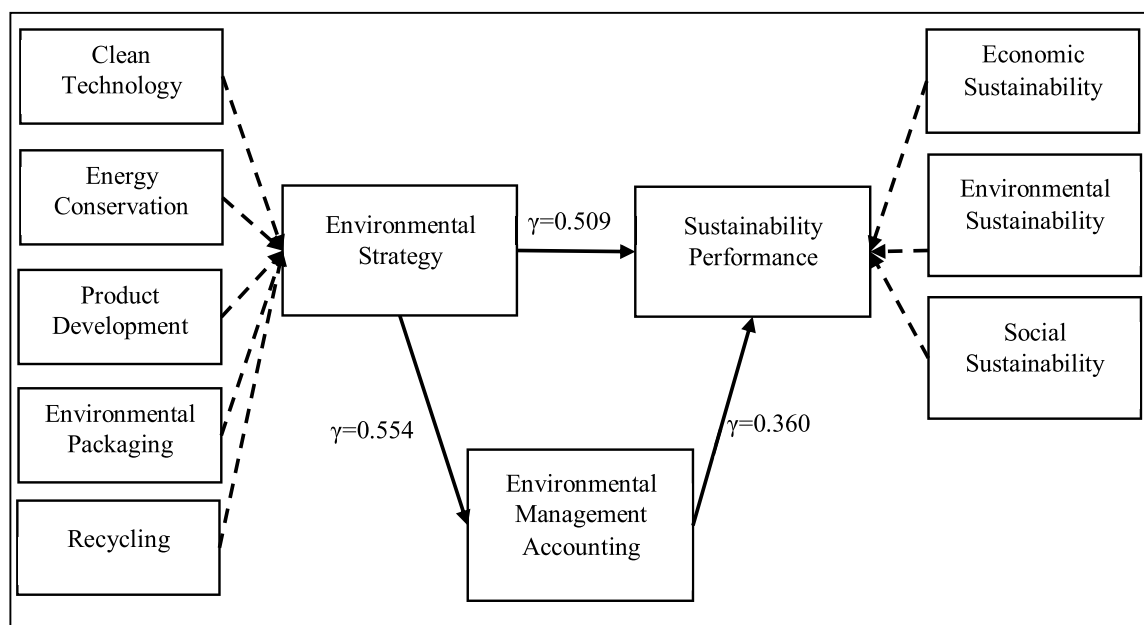 Clean
Technology
Energy
Conservation
Product
Development
Environmental
Packaging
Recycling
Environmental
Strategy
γ=0.509
γ=0.554
Sustainability
Performance
γ=0.360
Environmental
Management
Accounting
Economic
Sustainability
Environmental
Sustainability
Social
Sustainability